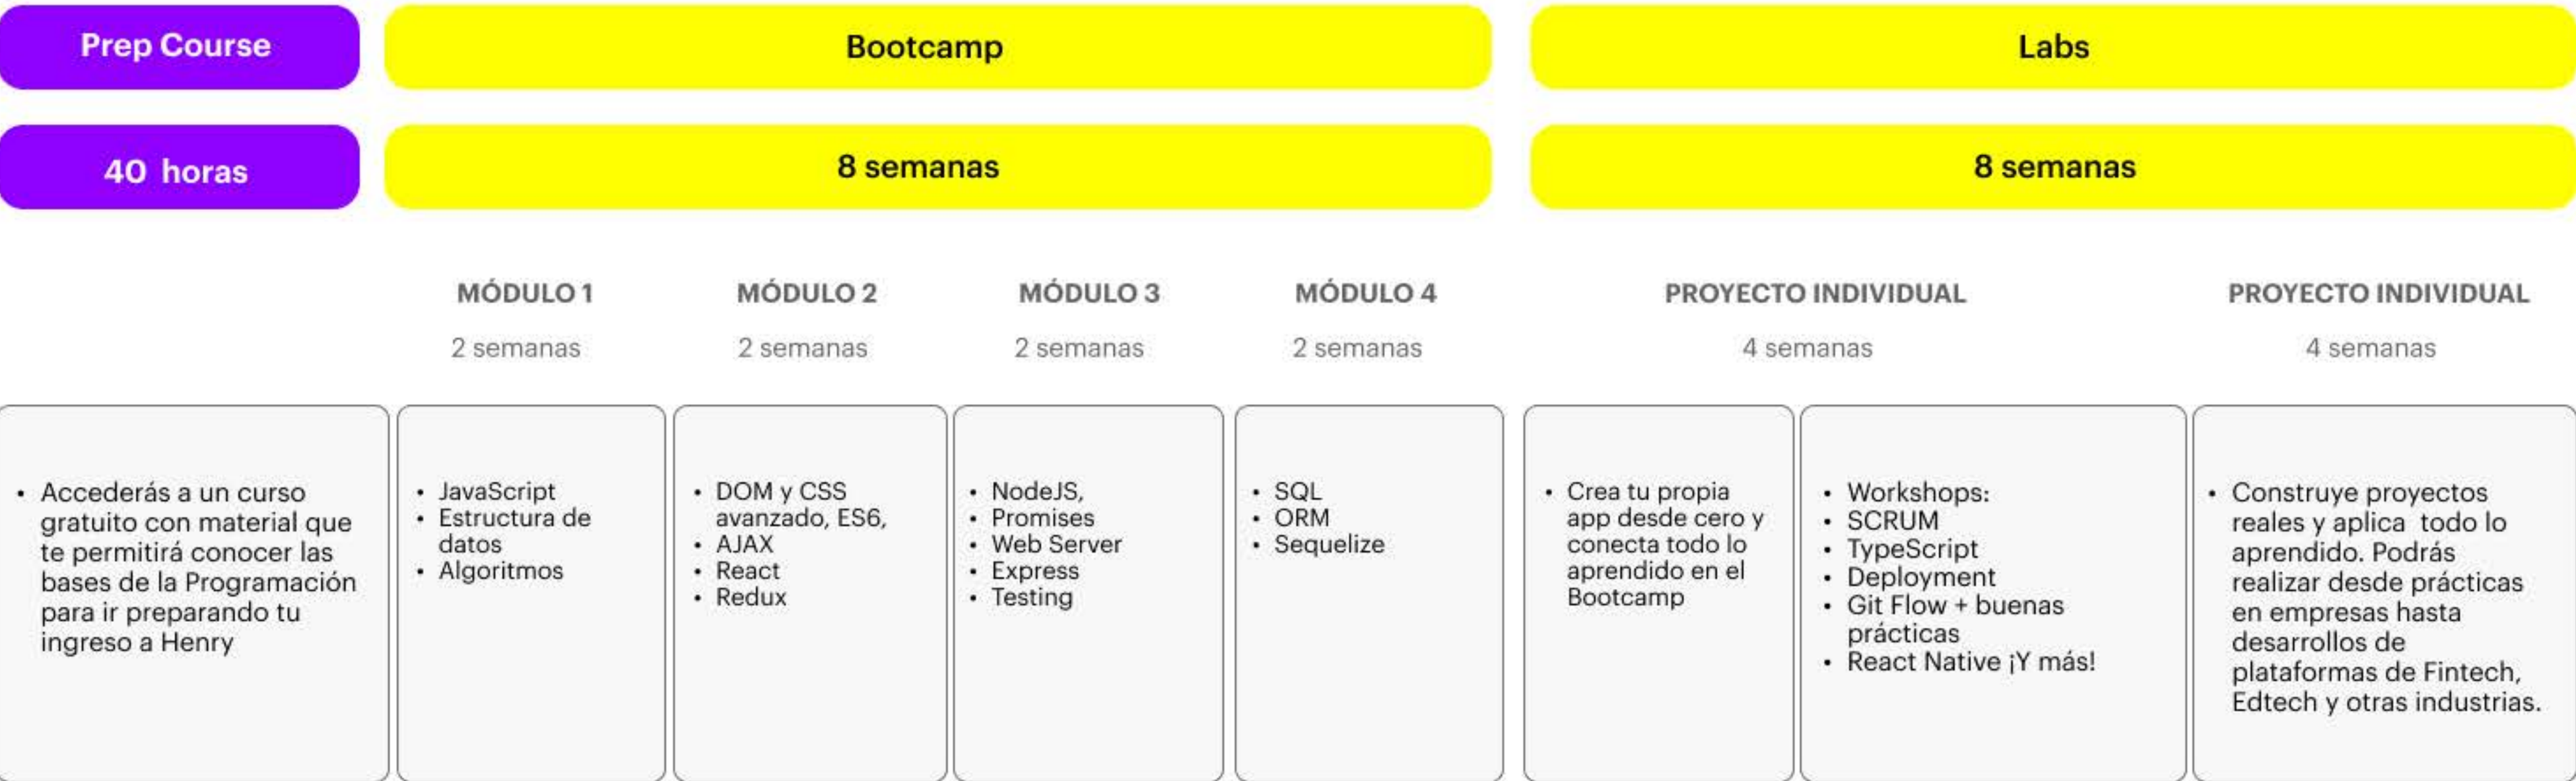 Prep Course
Bootcamp
Labs
40 horas
8 semanas
8 semanas
MÓDULO 1
MÓDULO 2
MÓDULO 3
MÓDULO 4
PROYECTO INDIVIDUAL
PROYECTO INDIVIDUAL
2 semanas
2 semanas
2 semanas
2 semanas
4 semanas
4 semanas
• Accederás a un curso
gratuito con material que
te permitirá conocer las
bases de la Programación
para ir preparando tu
ingreso a Henry
• JavaScript
• Estructura de
datos
• Algoritmos
• DOM y CSS
avanzado, ES6,
• AJAX
• React
• Redux
• NodeJS,
• Promises
• Web Server
• Express
• Testing
• SQL
• ORM
• Sequelize
• Crea tu propia
app desde cero y
conecta todo lo
aprendido en el
Bootcamp
• Workshops:
• SCRUM
• TypeScript
• Deployment
• Git Flow + buenas
prácticas
• React Native ¡Y más!
• Construye proyectos
reales y aplica todo lo
aprendido. Podrás
realizar desde prácticas
en empresas hasta
desarrollos de
plataformas de Fintech,
Edtech y otras industrias.